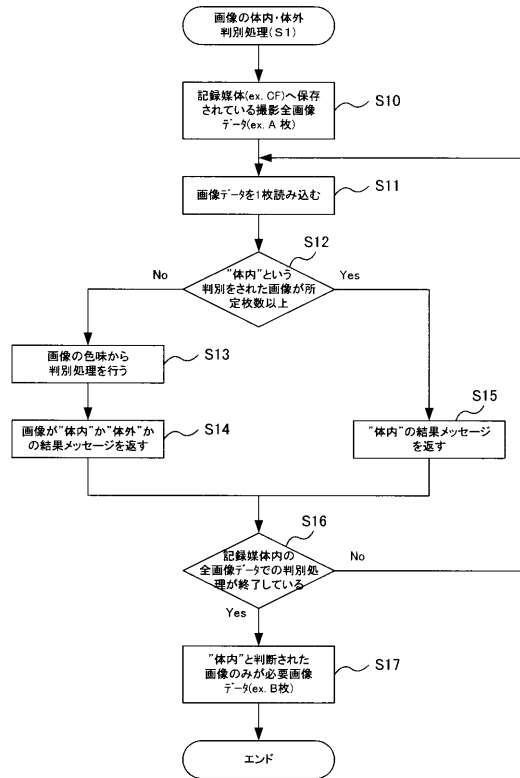 画像の体内・体外
判別処理(S1)
記録媒体(ex. CF)へ保存
されている撮影全画像
データ(ex. A 枚)
S10
画像データを1枚読み込む
S11
S12
"体内"という
判別をされた画像が所
定枚数以上
No
Yes
画像の色味から
判別処理を行う
S13
画像が"体内"か"体外"か
の結果メッセージを返す
S14
"体内"の結果メッセージ
を返す
S15
S16
記録媒体内の
全画像データでの判別処
理が終了している
No
Yes
"体内"と判断された
画像のみが必要画像
データ(ex. B枚)
S17
エンド